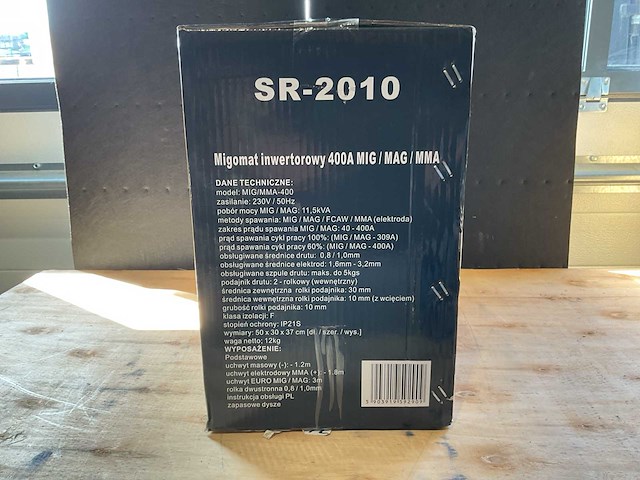 SR-2010
Migomat inwertorowy 400A MIG / MAG / MMA
DANE TECHNICZNE:
model: MIG/MMA-400
zasilanie: 230V / 50Hz
pobór mocy MIG / MAG: 11,5kVA
metody spawania: MIG / MAG / FCAW / MMA (elektroda)
zakres prądu spawania MIG / MAG: 40 - 400A
prąd spawania cykl pracy 100%: (MIG / MAG - 309A)
prąd spawania cykl pracy 60%: (MIG / MAG - 400A)
obsługiwane średnice drutu: 0,8 / 1,0mm
obsługiwane średnice elektrod: 1,6mm - 3,2mm
obsługiwane szpule drutu: maks. do 5kgs
podajnik drutu: 2 - rolkowy (wewnętrzny)
średnica zewnętrzna rolki podajnika: 30 mm
średnica wewnętrzna rolki podajnika: 10 mm (z wcięciem)
grubość rolki podajnika: 10 mm
klasa izolacji: F
stopień ochrony: IP21S
wymiary: 50 x 30 x 37 cm [dł. / szer. / wys.]
waga netto: 12kg
WYPOSAŻENIE:
Podstawowe
uchwyt masowy (-): - 1.2m
uchwyt elektrodowy MMA (+): - 1.8m
uchwyt EURO MIG / MAG: 3m
rolka dwustronna 0,8 / 1,0mm
instrukcja obsługi PL
zapasowe dysze